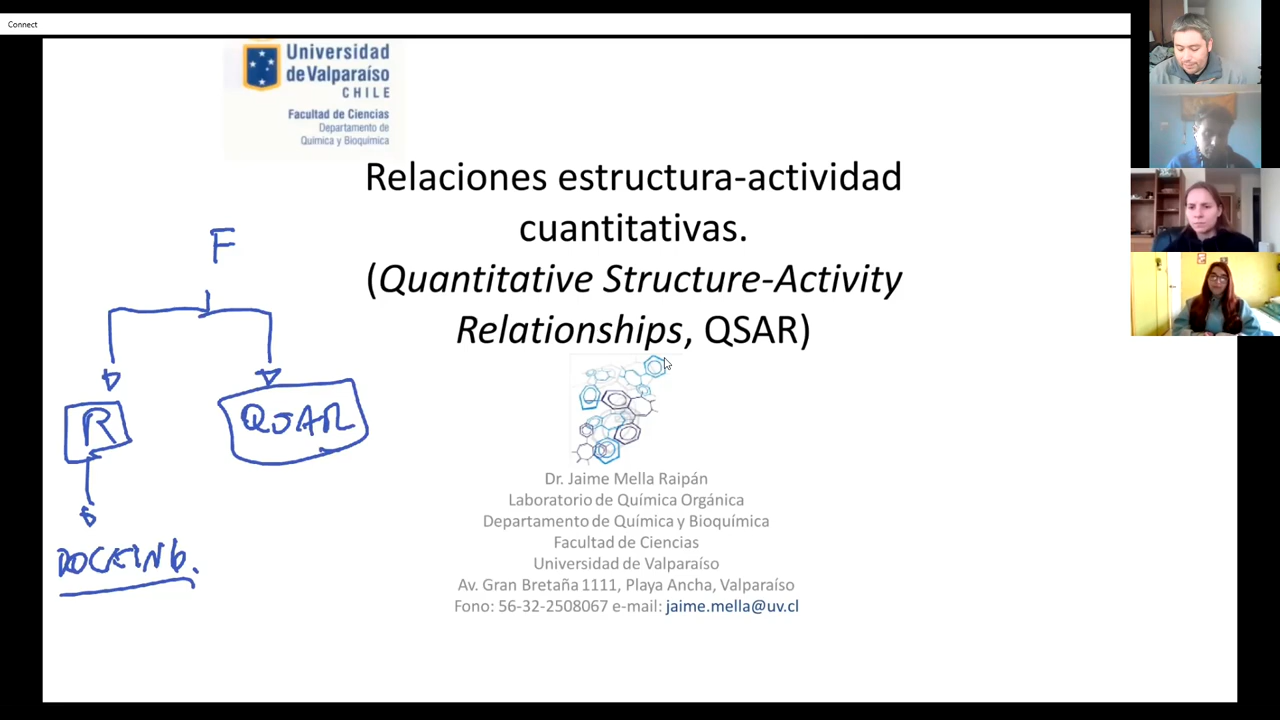 Connect
Universidad
de Valparaíso
CHILE
Facultad de Ciencias
Departamento de
Química y Bioquímica
Relaciones estructura-actividad
cuantitativas.
(Quantitative Structure-Activity
Relationships, QSAR)
F
R
QSAR
DOCKING.
Dr. Jaime Mella Raipán
Laboratorio de Química Orgánica
Departamento de Química y Bioquímica
Facultad de Ciencias
Universidad de Valparaíso
Av. Gran Bretaña 1111, Playa Ancha, Valparaíso
Fono: 56-32-2508067 e-mail: jaime.mella@uv.cl